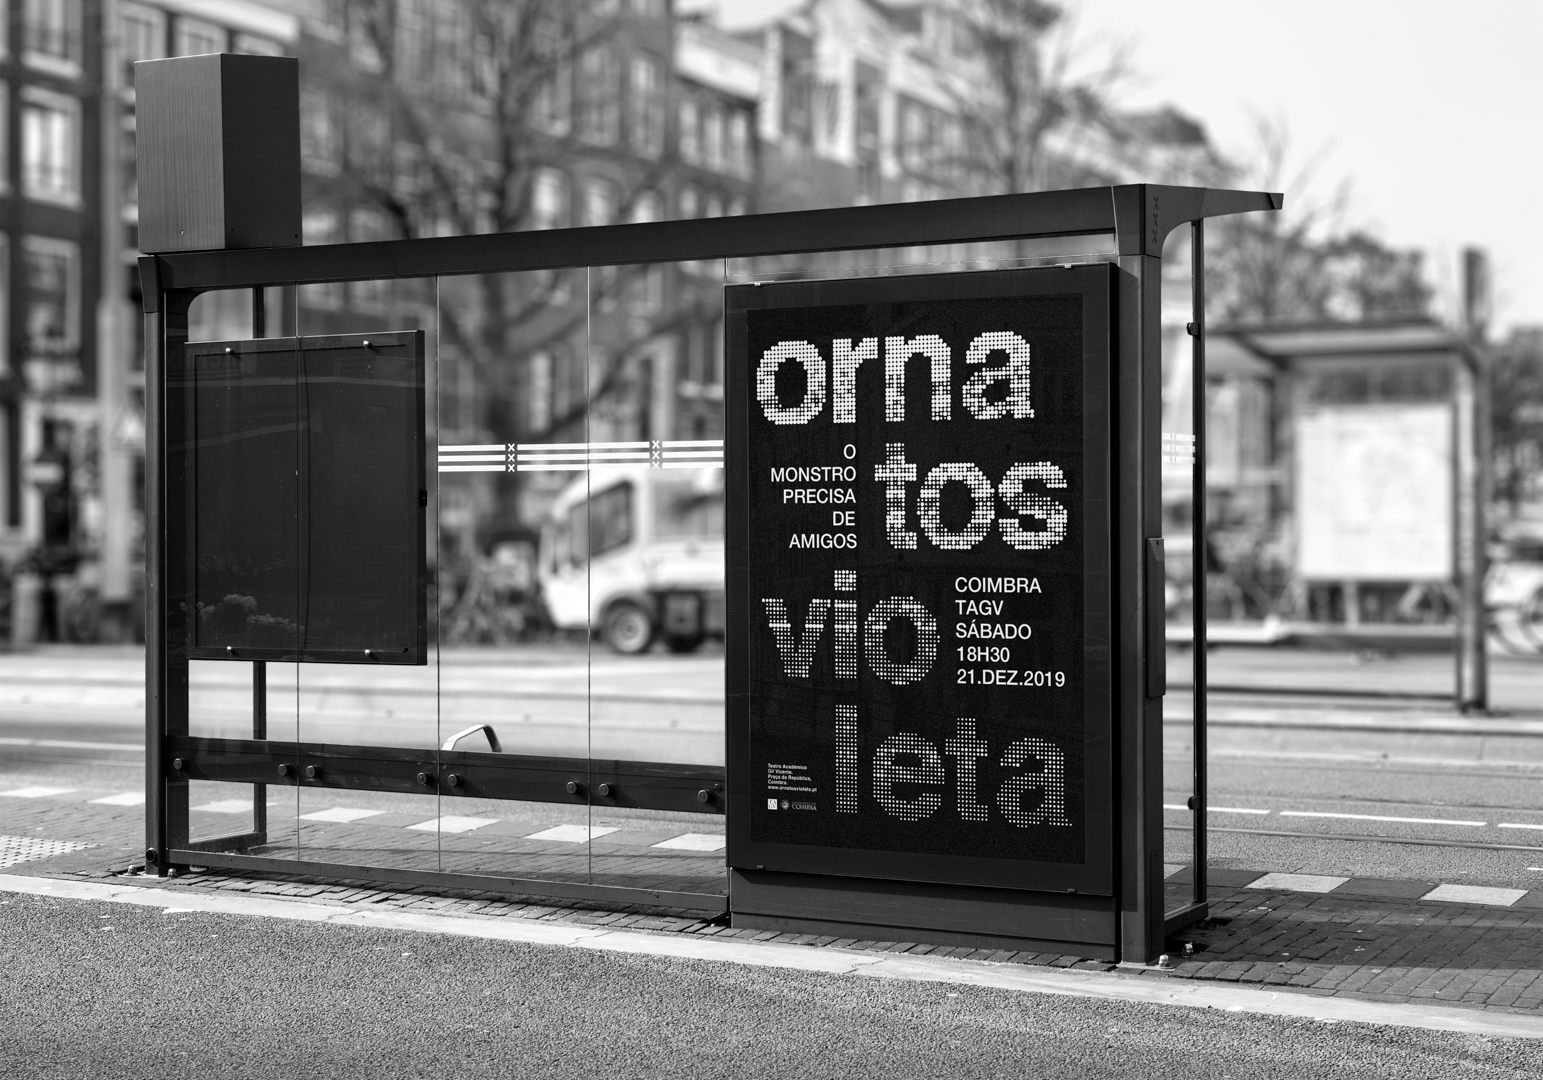 orna
O
MONSTRO
PRECISA
DE
AMIGOS
tos
vio
COIMBRA
TAGV
SÁBADO
18H30
21.DEZ.2019
leta
Teatro Académico
Gil Vicente.
Praça da República,
Coimbra.
www.ornatosvioleta.pt
COIMBRA